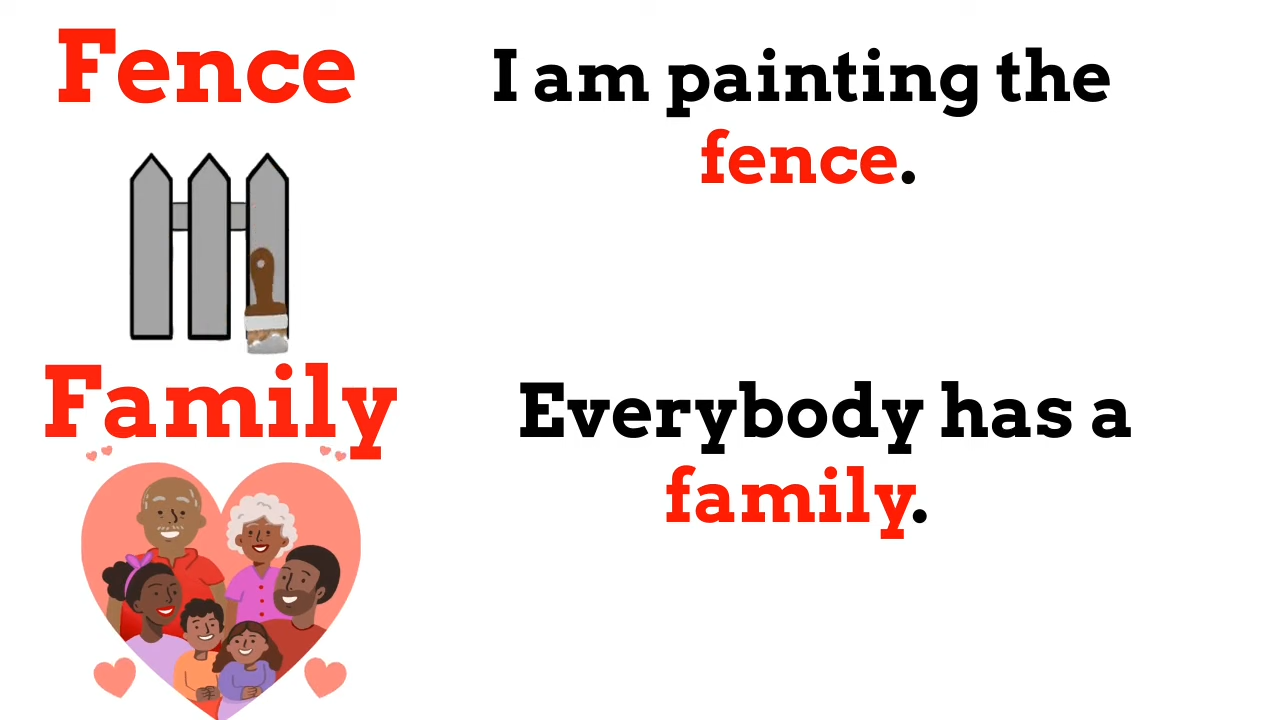 Fence
I am painting the
fence.
Family
Everybody has a
family.